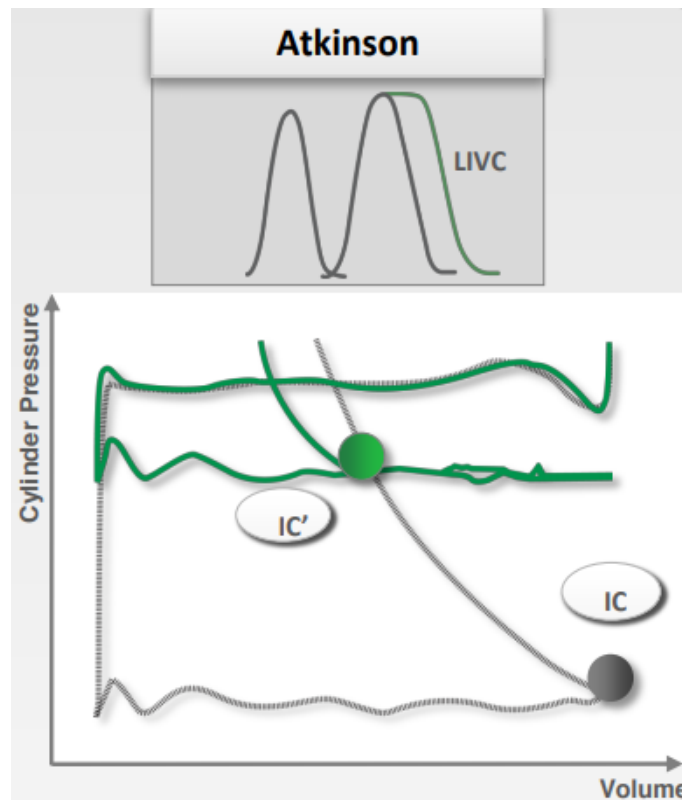 Atkinson
LIVC
Cylinder Pressure
IC’
IC
Volume